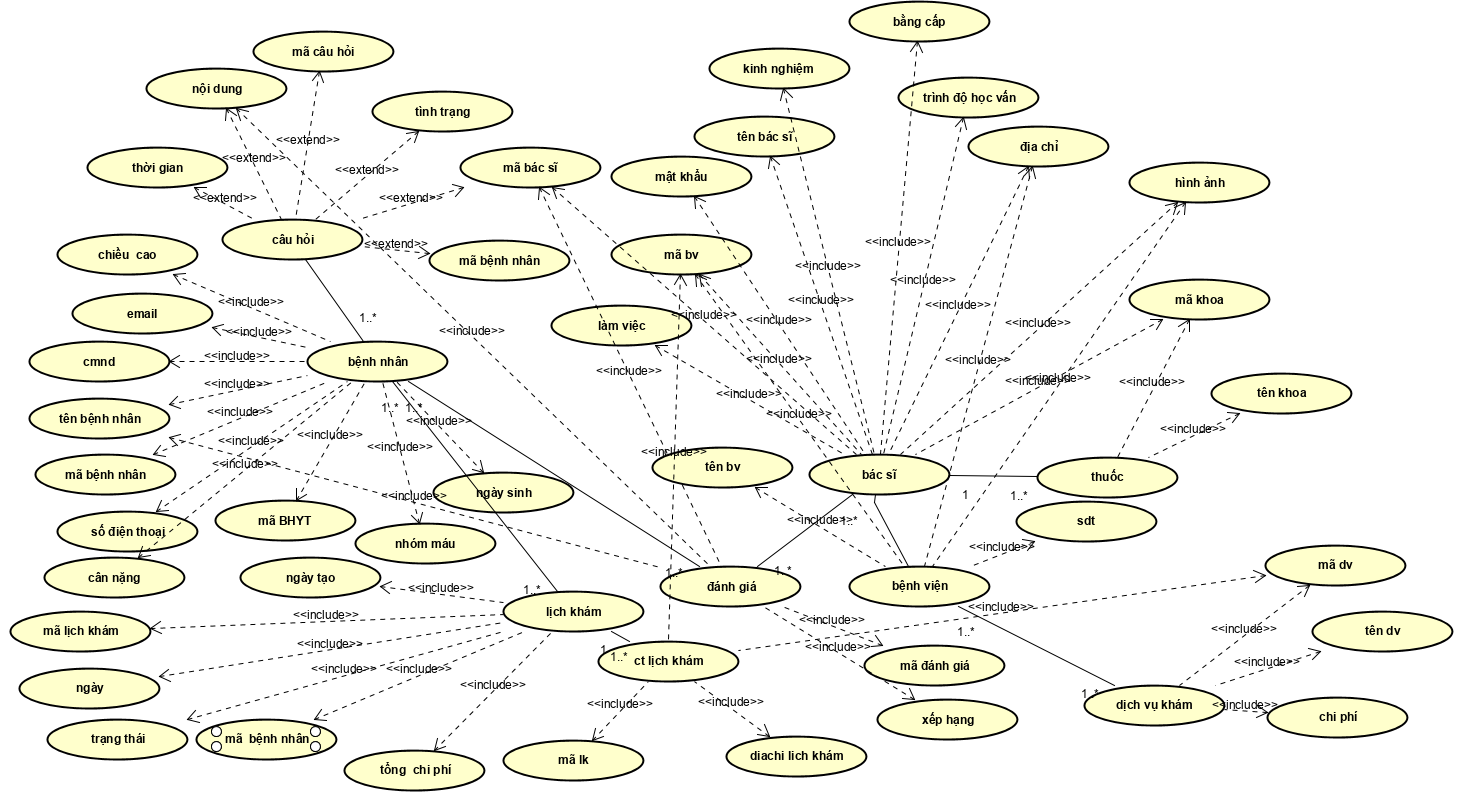 bằng cấp
mã câu hỏi
kinh nghiệm
nội dung
trình độ học vấn
tình trạng
tên bác sĩ
<<extend>>
địa chỉ
<<extend>>
thời gian
<<extend>>
mã bác sĩ
mật khẩu
hình ảnh
<<extend>>
<<extend>>
câu hỏi
<<extend>>
<<include>>
chiều  cao
mã bệnh nhân
mã bv
<<include>>
<<include>>
<<include>>
mã khoa
<<include>>
<<include>>
email
1..*
<<include>>
<<include>>
<<include>>
làm việc
<<include>>
<<include>>
cmnd
<<include>>
bệnh nhân
<<include>>
<<include>>
<<include>>
<<include>>
<<include>>
<<include>>
<<include>>
tên khoa
<<include>>
1..*
1..*
<<include>>
tên bệnh nhân
<<include>>
<<include>>
<<include>>
<<include>>
<<include>>
<<include>>
<<include>>
<<include>>
mã bệnh nhân
tên bv
bác sĩ
thuốc
ngày sinh
<<include>>
1
1..*
mã BHYT
<<include>>
1..*
sdt
số điện thoại
nhóm máu
<<include>>
mã dv
cân nặng
ngày tạo
1..*
1..*
đánh giá
bệnh viện
<<include>>
1..*
<<include>>
lịch khám
<<include>>
<<include>>
mã lịch khám
<<include>>
1..*
<<include>>
tên dv
<<include>>
1
1..*
ct lịch khám
<<include>>
mã đánh giá
<<include>>
<<include>>
<<include>>
ngày
<<include>>
<<include>>
<<include>>
1..*
dịch vụ khám
<<include>>
chi phí
xếp hạng
trạng thái
mã  bệnh nhân
mã lk
diachi lich khám
tổng  chi phí